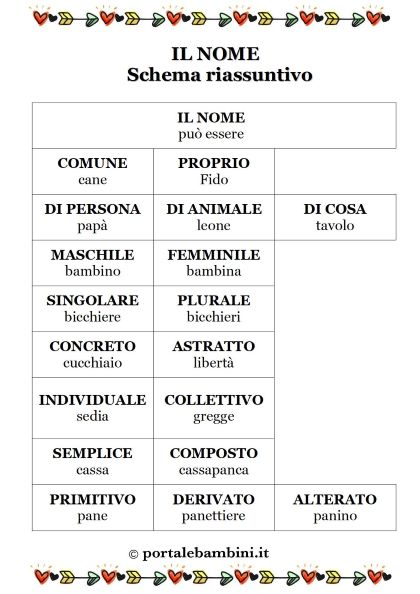 IL NOME
Schema riassuntivo
IL NOME
può essere
COMUNE PROPRIO
cane Fido
DI PERSONA DI ANIMALE DI COSA
papà leone tavolo
MASCHILE FEMMINILE
bambino bambina
SINGOLARE PLURALE
bicchiere bicchieri
CONCRETO ASTRATTO
cucchiaio libertà
INDIVIDUALE COLLETTIVO
sedia gregge
SEMPLICE COMPOSTO
cassa cassapanca
PRIMITIVO DERIVATO ALTERATO
pane panettiere panino
© portalebambini.it